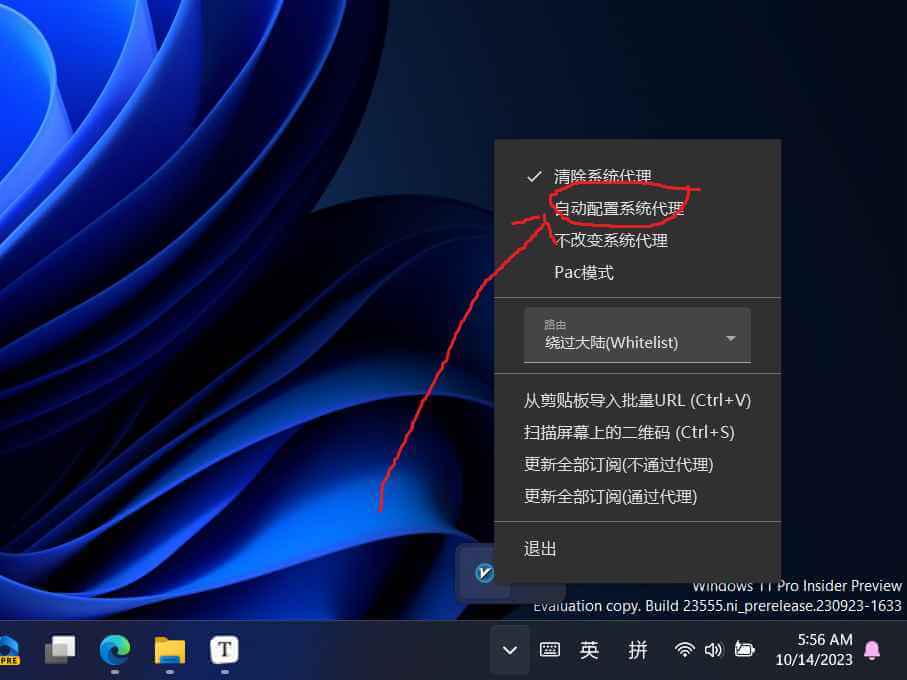 清除系统代理
自动配置系统代理
不改变系统代理
Pac模式
路由
绕过大陆(Whitelist)
从剪贴板导入批量URL (Ctrl+V)
扫描屏幕上的二维码 (Ctrl+S)
更新全部订阅(不通过代理)
更新全部订阅(通过代理)
退出
Windows 11 Pro Insider Preview
Evaluation copy. Build 23555.ni_prerelease.230923-1633
PRE
T
英
拼
5:56 AM
10/14/2023